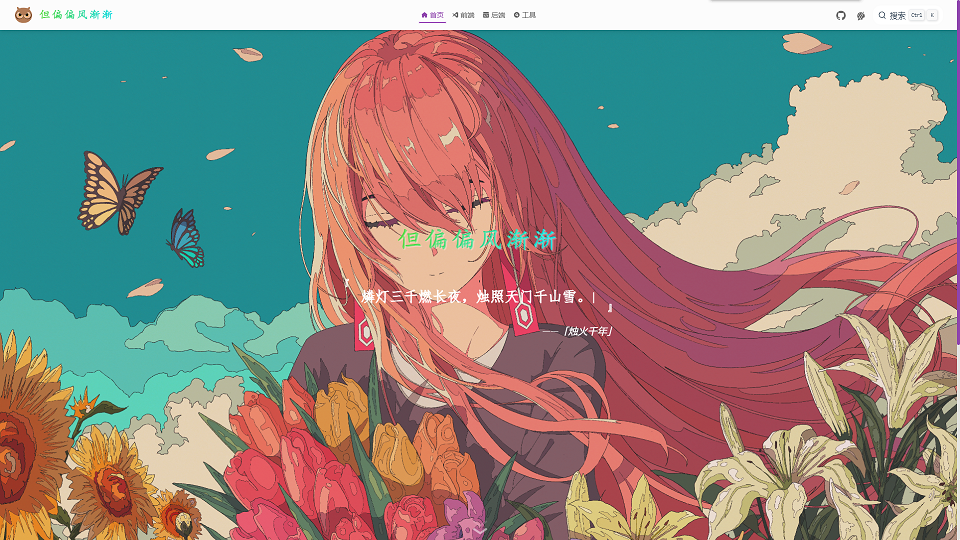 但偏偏风渐渐
首页 前端 后端 工具 搜索 Ctrl K
但偏偏风渐渐
『
鳞灯三千燃长夜，烛照天门千山雪。|
』
——「烛火千年」